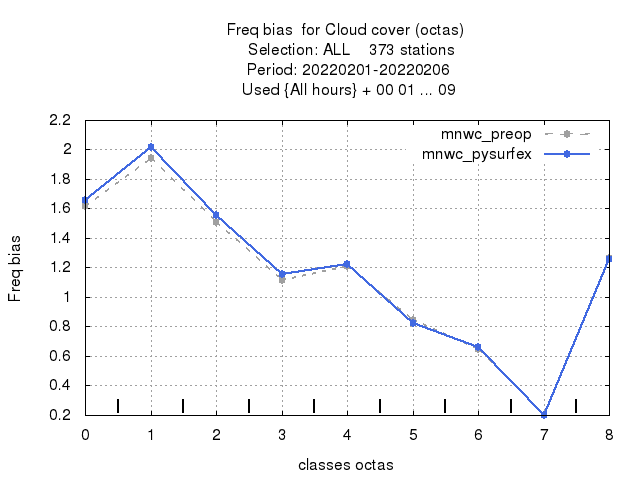 Freq bias  for Cloud cover (octas)
Selection: ALL    373 stations
Period: 20220201-20220206
Used {All hours} + 00 01 ... 09
mnwc_preop
mnwc_pysurfex
2.2
2
1.8
1.6
1.4
1.2
1
0.8
0.6
0.4
0.2
Freq bias
0 1 2 3 4 5 6 7 8
classes octas